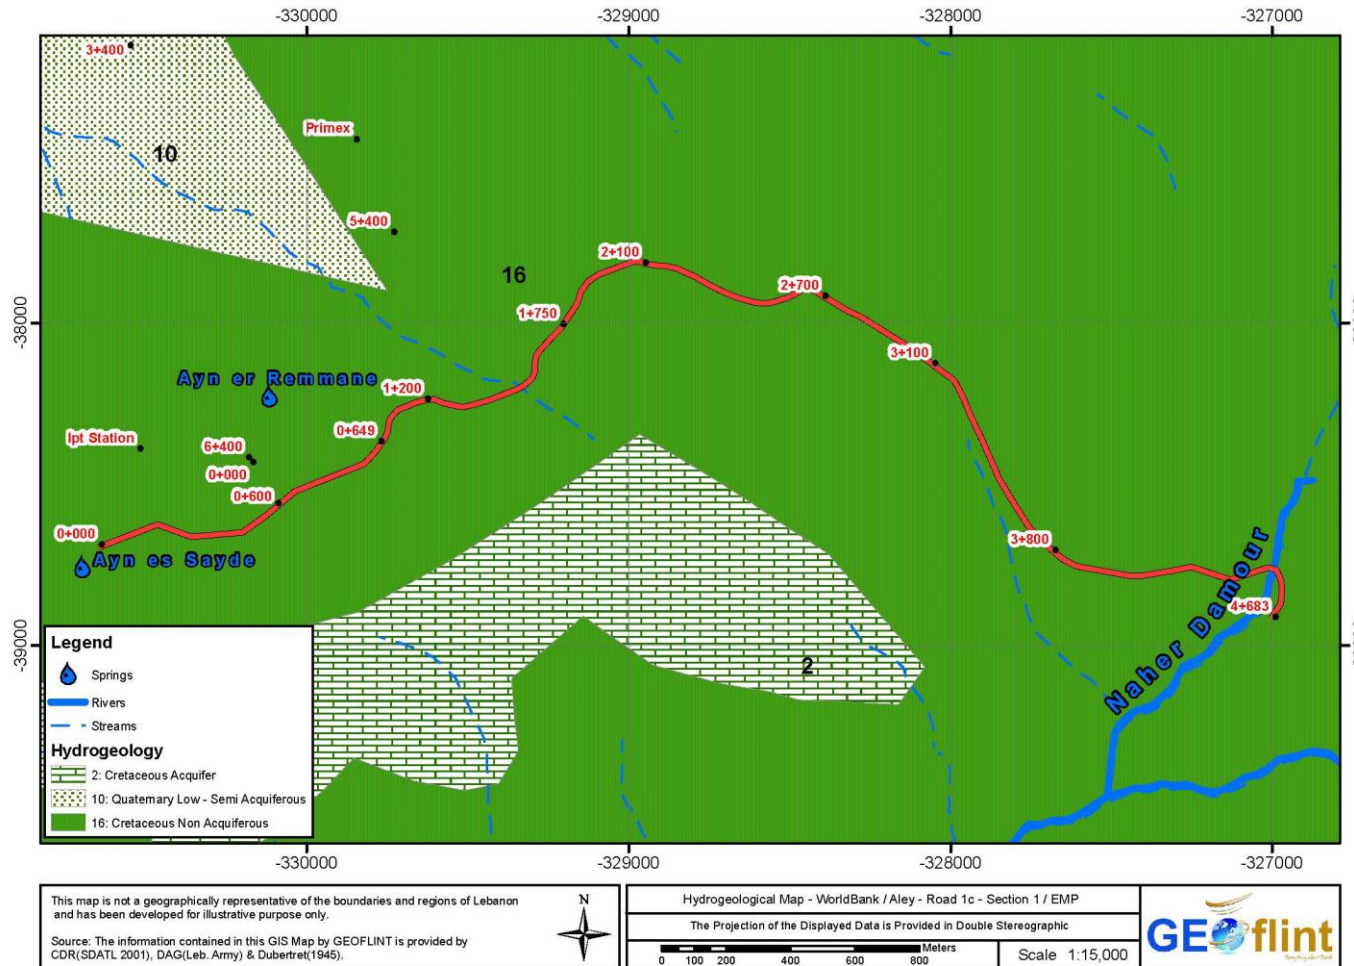 -330000
-329000
-328000
-327000
3+400
Primex
10
5+400
2+100
16
2+700
1+750
-38000
3+100
Ayn er Remmane
1+200
0+649
Ipt Station
6+400
0+000
0+600
0+000
Ayn es Sayde
3+800
4+683
Naher Damour
2
-39000
Legend
Springs
Rivers
Streams
Hydrogeology
2: Cretaceous Acquifer
10: Quaternary Low - Semi Acquiferous
16: Cretaceous Non Acquiferous
-330000
-329000
-328000
-327000
This map is not a geographically representative of the boundaries and regions of Lebanon
and has been developed for illustrative purpose only.
Source: The information contained in this GIS Map by GEOFLINT is provided by
CDR(SDATL 2001), DAG(Leb. Army) & Dubertret(1945).
N
Hydrogeological Map - WorldBank / Aley - Road 1c - Section 1 / EMP
The Projection of the Displayed Data is Provided in Double Stereographic
Meters
0 100 200 400 600 800
Scale 1:15,000
GEOflint